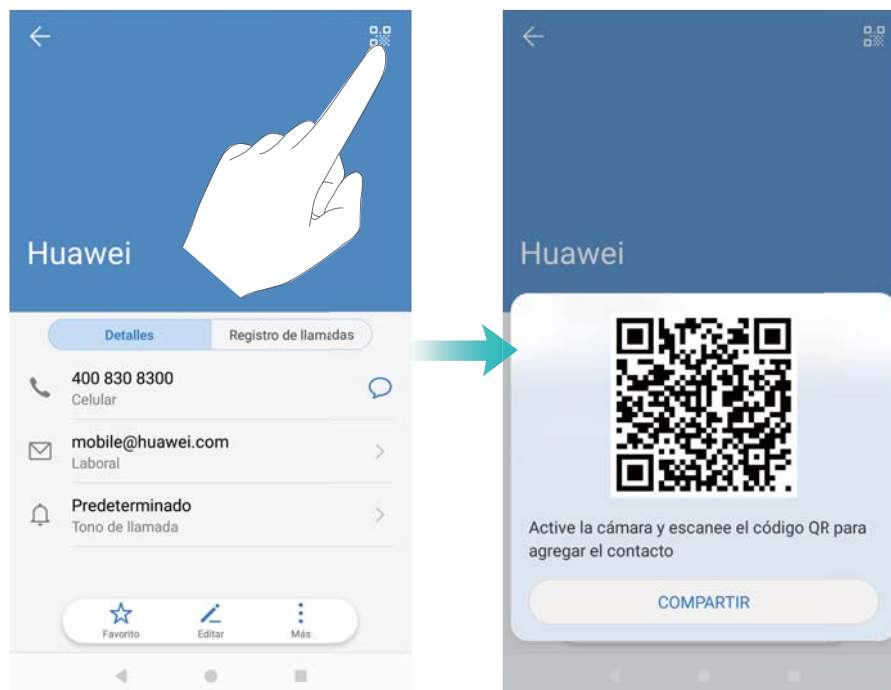 Huawei
Detalles
Registro de llamadas
400 830 8300
Celular
mobile@huawei.com
Laboral
Predeterminado
Tono de llamada
Favorito
Editar
Más
Huawei
Active la cámara y escanee el código QR para
agregar el contacto
COMPARTIR